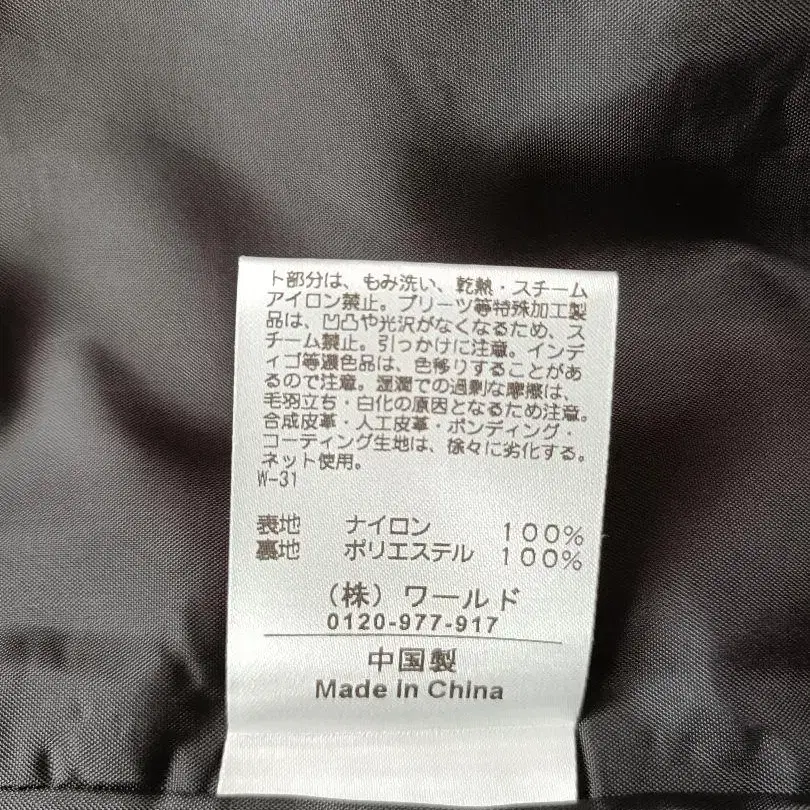 ト部分は、もみ洗い、乾熱・スチーム
アイロン禁止。プリーツ等特殊加工製
品は、凹凸や光沢がなくなるため、ス
チーム禁止。引っかけに注意。インデ
ィゴ等濃色品は、色移りすることがあ
るので注意。湿潤での過剰な摩擦は、
毛羽立ち・白化の原因となるため注意。
合成皮革・人工皮革・ボンディング・
コーティング生地は、徐々に劣化する。
ネット使用。
W-31
表地 ナイロン 100%
裏地 ポリエステル 100%
(株)ワールド
0120-977-917
中国製
Made in China